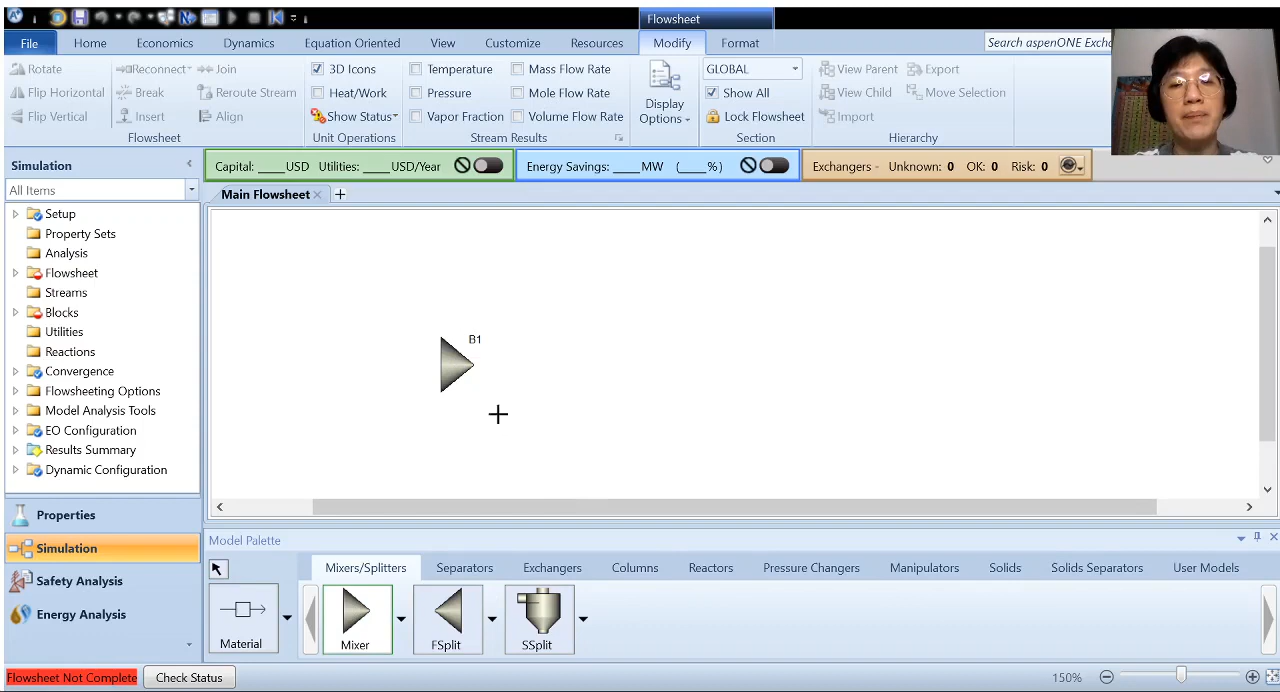 Flowsheet
File Home Economics Dynamics Equation Oriented View Customize Resources Modify Format Search aspenONE Excha
Rotate Reconnect Join 3D Icons Temperature Mass Flow Rate GLOBAL View Parent Export
Flip Horizontal Break Reroute Stream Heat/Work Pressure Mole Flow Rate Display Show All View Child Move Selection
Flip Vertical Insert Align Show Status Vapor Fraction Volume Flow Rate Options Lock Flowsheet Import
Flowsheet Unit Operations Stream Results Section Hierarchy
Simulation Capital: ____ USD Utilities: ____ USD/Year Energy Savings: ____ MW (____ %) Exchangers - Unknown: 0 OK: 0 Risk: 0
All Items Main Flowsheet
Setup
Property Sets
Analysis
Flowsheet
Streams
Blocks
Utilities
B1
Reactions
Convergence
Flowsheeting Options
Model Analysis Tools
EO Configuration
Results Summary
Dynamic Configuration
Properties
Simulation
Safety Analysis
Energy Analysis
Model Palette
Mixers/Splitters Separators Exchangers Columns Reactors Pressure Changers Manipulators Solids Solids Separators User Models
Material Mixer FSplit SSplit
Flowsheet Not Complete Check Status 150%